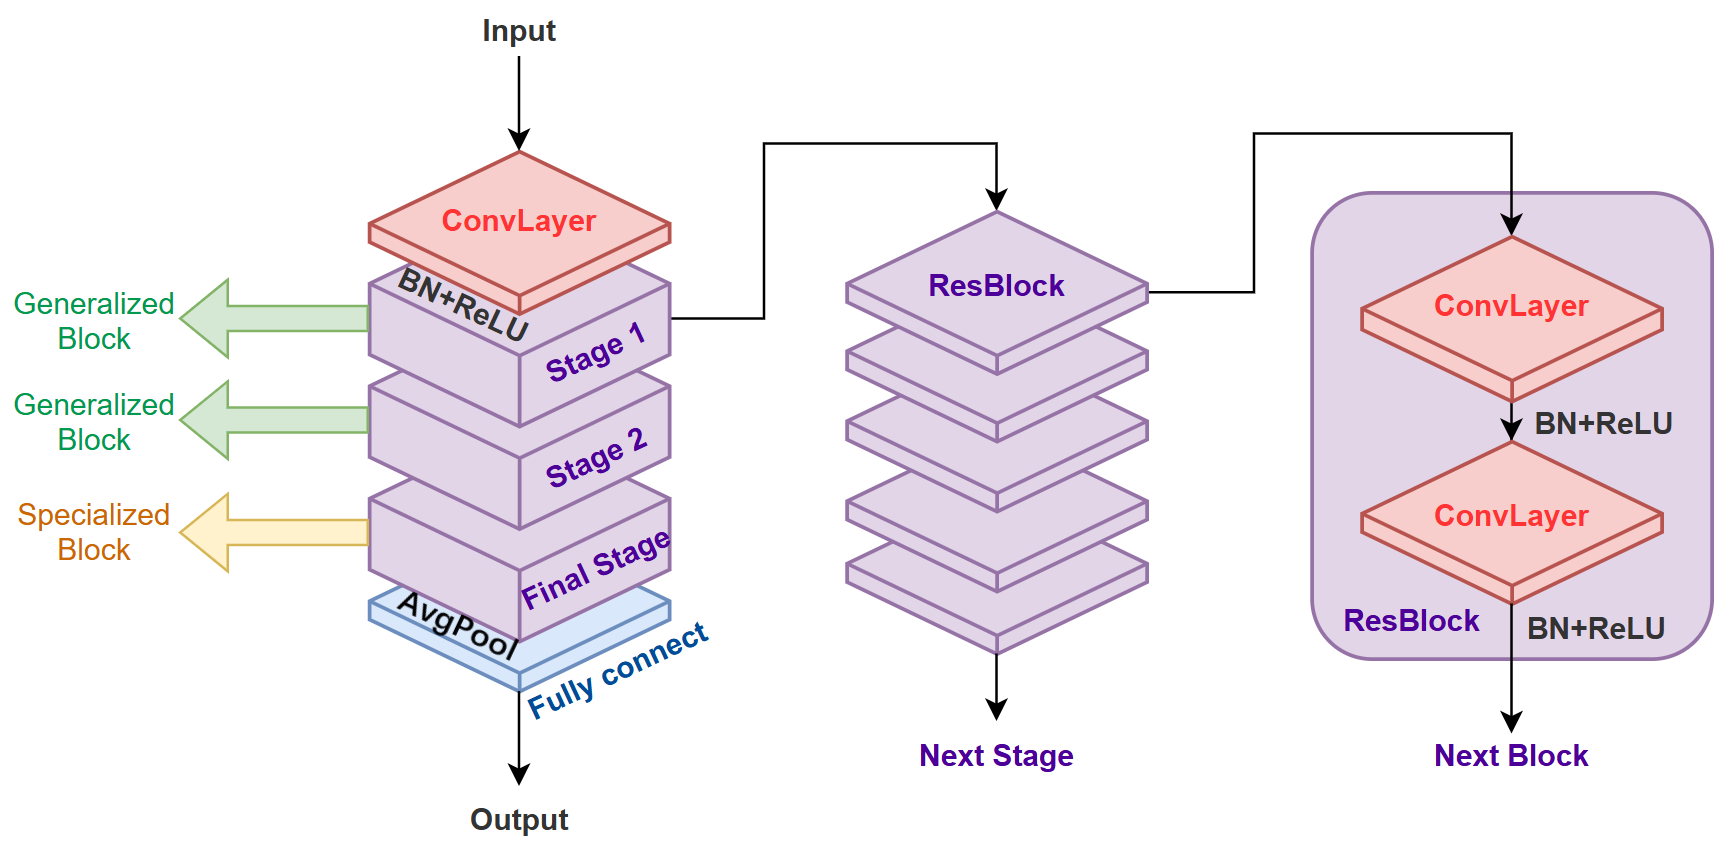 Input
ConvLayer
BN+ReLU
Stage 1
Stage 2
Final Stage
AvgPool
Fully connect
Output
Generalized
Block
Generalized
Block
Specialized
Block
ResBlock
Next Stage
ConvLayer
BN+ReLU
ConvLayer
ResBlock
BN+ReLU
Next Block